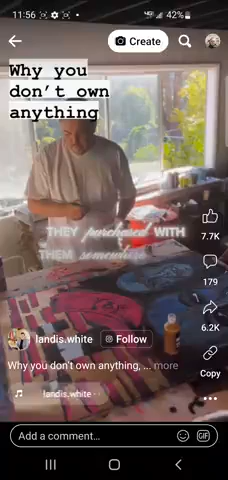 11:56
42%
Create
Why you
don't own
anything
THEY purchased WITH
THEM somewhere
7.7K
179
6.2K
landis.white
Follow
Copy
Why you don't own anything, ... more
landis.white
Add a comment...
GIF